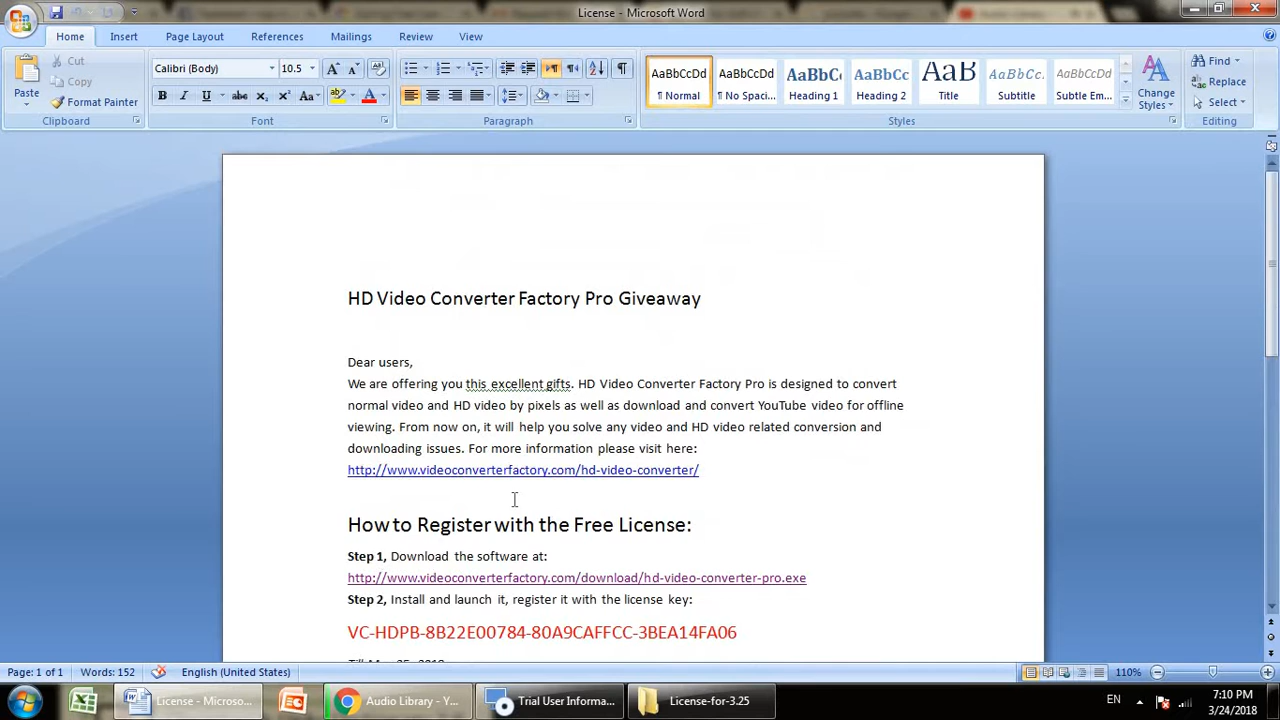 License - Microsoft Word
Home Insert Page Layout References Mailings Review View
Paste
Cut
Copy
Format Painter
Clipboard
Calibri (Body) 10.5
Font
Paragraph
AaBbCcDd AaBbCcDd AaBbC AaBbCc AaB AaBbCc. AaBbCcDd
¶ Normal ¶ No Spaci... Heading 1 Heading 2 Title Subtitle Subtle Em...
Change Styles
Styles
Find
Replace
Select
Editing
HD Video Converter Factory Pro Giveaway
Dear users,
We are offering you this excellent gifts. HD Video Converter Factory Pro is designed to convert
normal video and HD video by pixels as well as download and convert YouTube video for offline
viewing. From now on, it will help you solve any video and HD video related conversion and
downloading issues. For more information please visit here:
http://www.videoconverterfactory.com/hd-video-converter/
How to Register with the Free License:
Step 1, Download the software at:
http://www.videoconverterfactory.com/download/hd-video-converter-pro.exe
Step 2, Install and launch it, register it with the license key:
VC-HDPB-8B22E00784-80A9CAFFCC-3BEA14FA06
Page: 1 of 1 Words: 152 English (United States) 110%
License - Microso... Audio Library - Y... Trial User Informa... License-for-3.25 EN 7:10 PM
3/24/2018